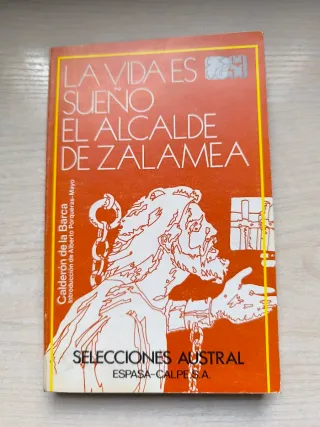 LA VIDA ES
SUEÑO
EL ALCALDE
DE ZALAMEA
Calderón de la Barca
Introducción de Alberto Porqueras-Mayo
SELECCIONES AUSTRAL
ESPASA-CALPE, S.A.